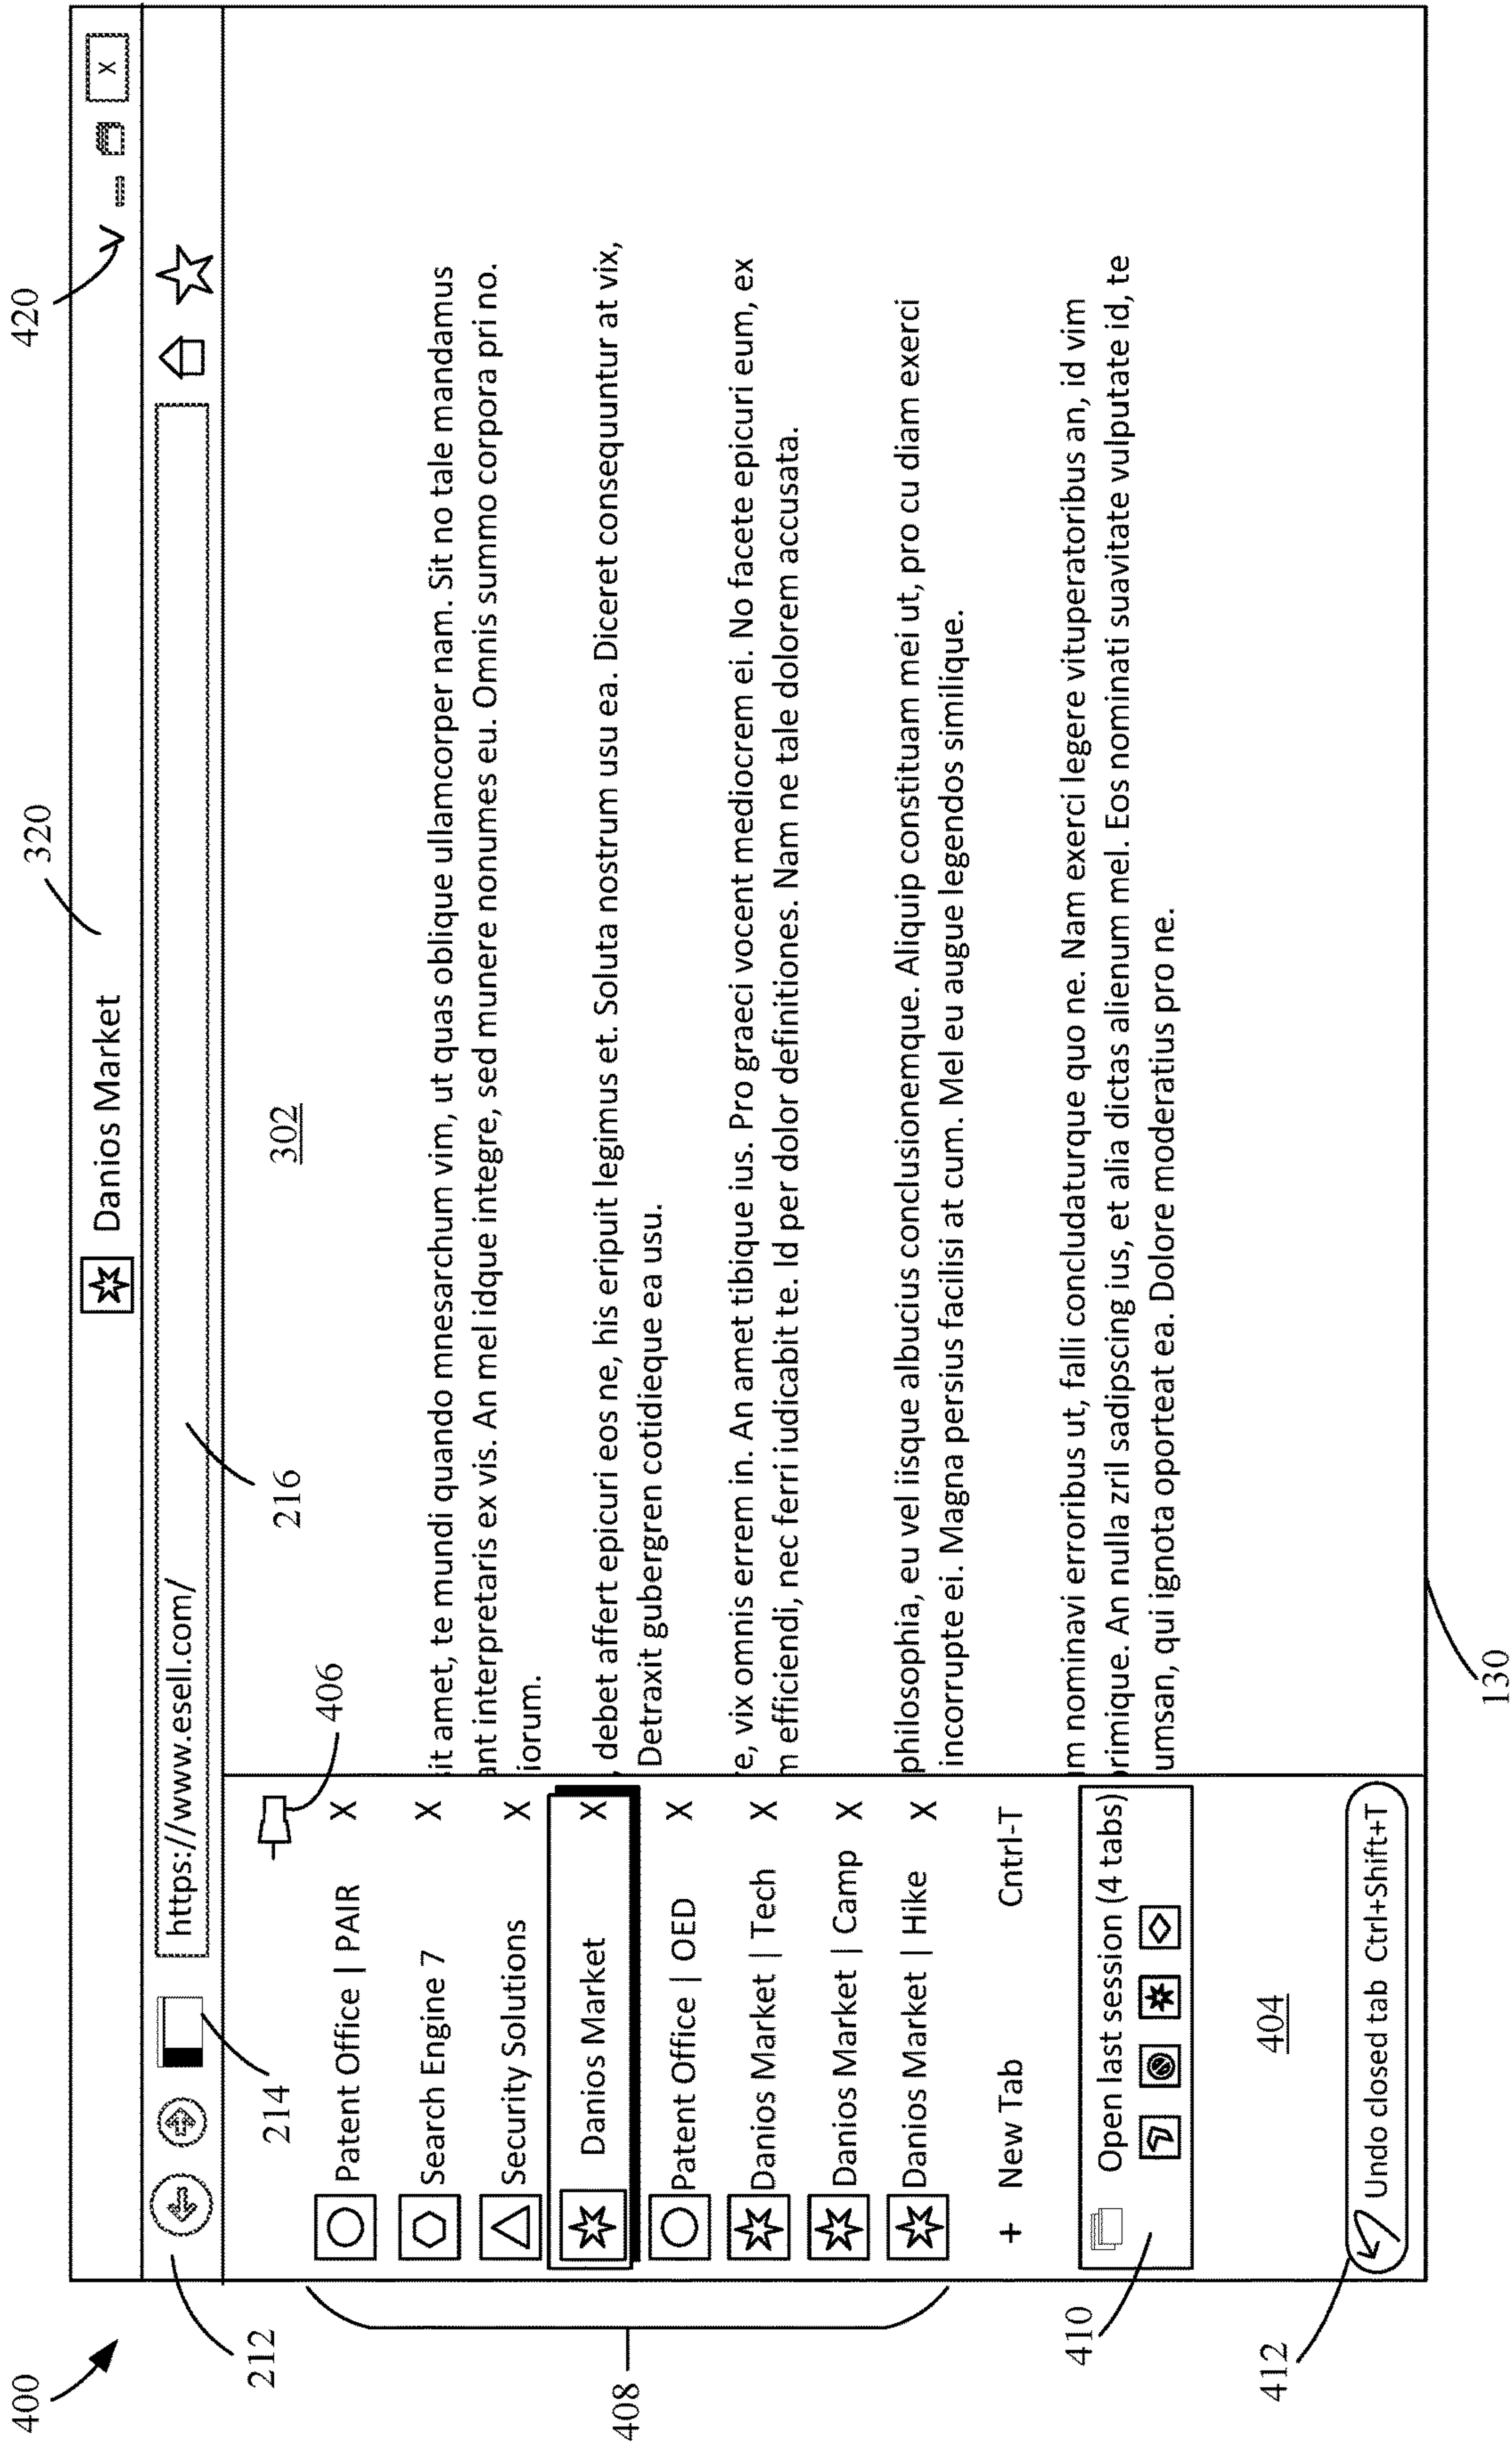 400
420
320
Danios Market
X
212
214
https://www.esell.com/
216
302
406
Patent Office | PAIR X
Search Engine 7 X
Security Solutions X
Danios Market X
Patent Office | OED X
Danios Market | Tech X
Danios Market | Camp X
Danios Market | Hike X
408
+ New Tab Cntrl-T
410
Open last session (4 tabs)
404
412
Undo closed tab Ctrl+Shift+T
it amet, te mundi quando mnesarchum vim, ut quas oblique ullamcorper nam. Sit no tale mandamus
ant interpretaris ex vis. An mel idque integre, sed munere nonumes eu. Omnis summo corpora pri no.
iorum.
, debet affert epicuri eos ne, his eripuit legimus et. Soluta nostrum usu ea. Diceret consequuntur at vix,
Detraxit gubergren cotidieque ea usu.
e, vix omnis errem in. An amet tibique ius. Pro graeci vocent mediocrem ei. No facete epicuri eum, ex
m efficiendi, nec ferri iudicabit te. Id per dolor definitiones. Nam ne tale dolorem accusata.
philosophia, eu vel iisque albucius conclusionemque. Aliquip constituam mei ut, pro cu diam exerci
incorrupte ei. Magna persius facilisi at cum. Mel eu augue legendos similique.
m nominavi erroribus ut, falli concludaturque quo ne. Nam exerci legere vituperatoribus an, id vim
rimique. An nulla zril sadipscing ius, et alia dictas alienum mel. Eos nominati suavitate vulputate id, te
umsan, qui ignota oporteat ea. Dolore moderatius pro ne.
130